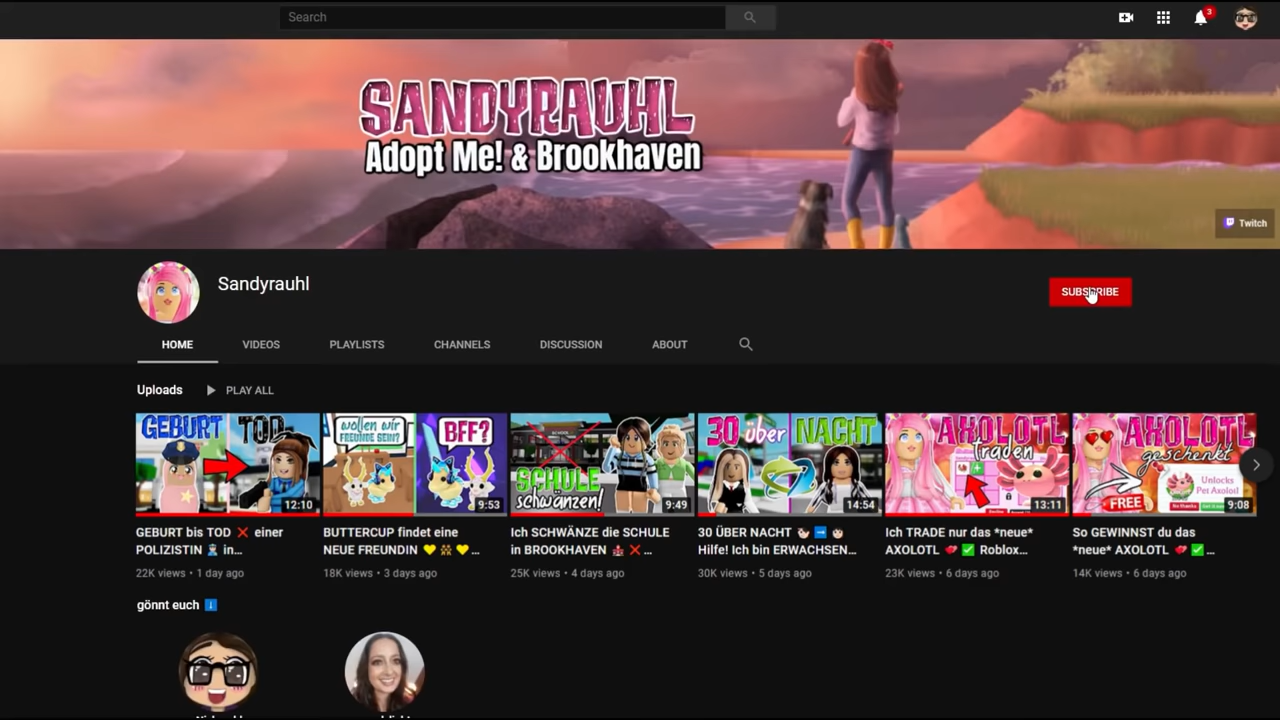 Search
3
SANDYRAUHL
Adopt Me! & Brookhaven
Twitch
Sandyrauhl
SUBSCRIBE
HOME
VIDEOS
PLAYLISTS
CHANNELS
DISCUSSION
ABOUT
Uploads
PLAY ALL
GEBURT
TOD
12:10
wollen wir
FREUNDE SEIN?
BFF?
9:53
SCHULE
schwänzen!
9:49
30 über NACHT
14:54
AXOLOTL
traden
13:11
AXOLOTL
geschenkt
FREE
Unlocks
Pet Axolotl
9:08
GEBURT bis TOD ❌ einer
POLIZISTIN 👮 in...
22K views • 1 day ago
BUTTERCUP findet eine
NEUE FREUNDIN 💛 👯 💛 ...
18K views • 3 days ago
Ich SCHWÄNZE die SCHULE
in BROOKHAVEN 🏫 ❌ ...
25K views • 4 days ago
30 ÜBER NACHT 👶🏻 ➡️ 👩🏻
Hilfe! Ich bin ERWACHSEN...
30K views • 5 days ago
Ich TRADE nur das *neue*
AXOLOTL 💝 ✅ Roblox...
23K views • 6 days ago
So GEWINNST du das
*neue* AXOLOTL 💝 ✅ ...
14K views • 6 days ago
gönnt euch ⬇️